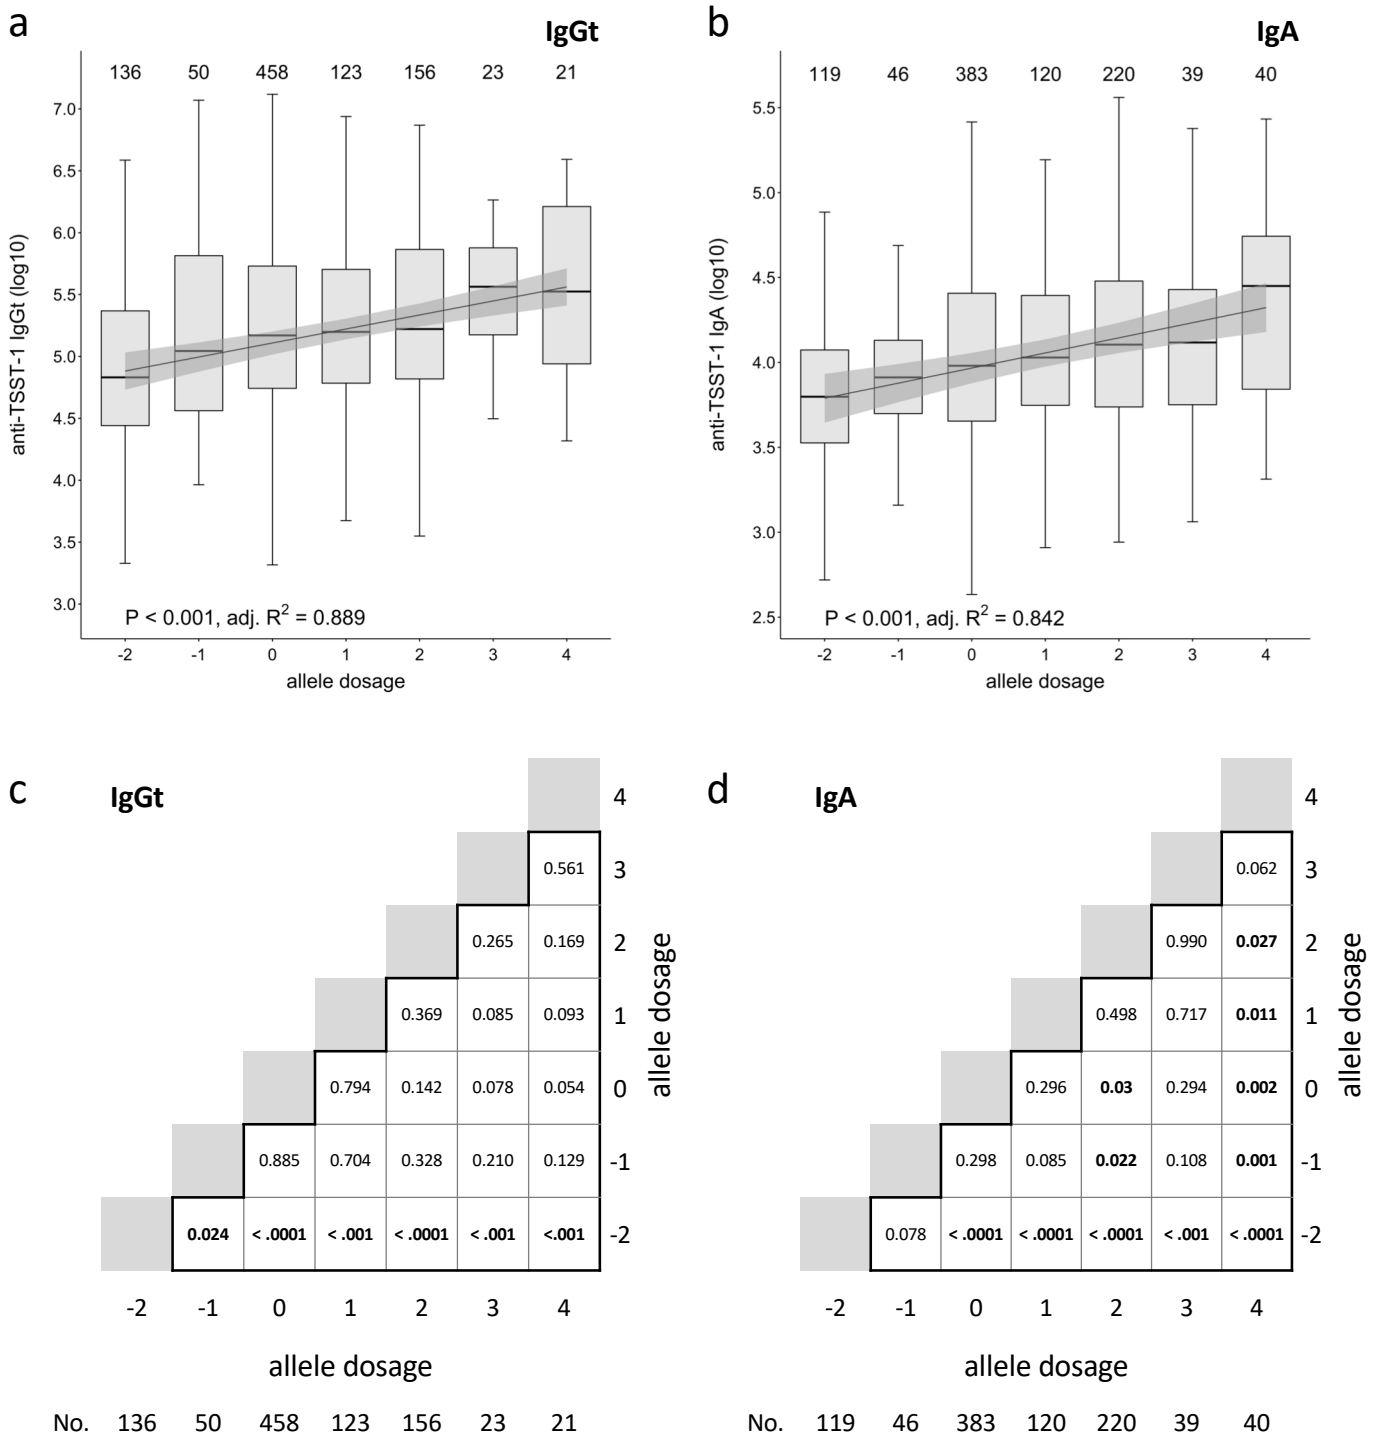 a
IgGt
136 50 458 123 156 23 21
7.0
6.5
6.0
5.5
5.0
4.5
4.0
3.5
3.0
anti-TSST-1 IgGt (log10)
P < 0.001, adj. R² = 0.889
-2 -1 0 1 2 3 4
allele dosage
b
IgA
119 46 383 120 220 39 40
5.5
5.0
4.5
4.0
3.5
3.0
2.5
anti-TSST-1 IgA (log10)
P < 0.001, adj. R² = 0.842
-2 -1 0 1 2 3 4
allele dosage
c
IgGt
4
0.561 3
0.265 0.169 2
0.369 0.085 0.093 1
0.794 0.142 0.078 0.054 0
0.885 0.704 0.328 0.210 0.129 -1
0.024 < .0001 <.001 < .0001 <.001 <.001 -2
allele dosage
-2 -1 0 1 2 3 4
allele dosage
No. 136 50 458 123 156 23 21
d
IgA
4
0.062 3
0.990 0.027 2
0.498 0.717 0.011 1
0.296 0.03 0.294 0.002 0
0.298 0.085 0.022 0.108 0.001 -1
0.078 < .0001 < .0001 < .0001 <.001 < .0001 -2
allele dosage
-2 -1 0 1 2 3 4
allele dosage
No. 119 46 383 120 220 39 40